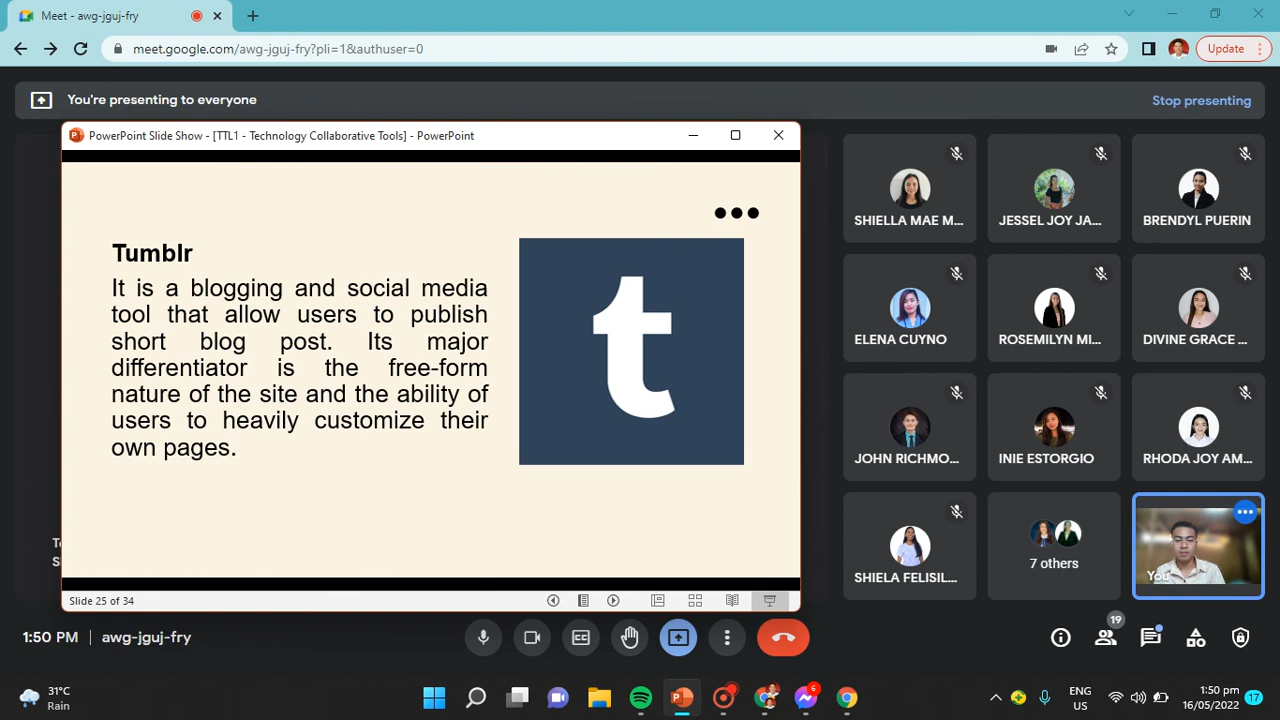 Meet - awg-jguj-fry
meet.google.com/awg-jguj-fry?pli=1&authuser=0
Update
You're presenting to everyone
Stop presenting
PowerPoint Slide Show - [TTL1 - Technology Collaborative Tools] - PowerPoint
Tumblr
It is a blogging and social media
tool that allow users to publish
short blog post. Its major
differentiator is the free-form
nature of the site and the ability of
users to heavily customize their
own pages.
t
Slide 25 of 34
SHIELLA MAE M...
JESSEL JOY JA...
BRENDYL PUERIN
ELENA CUYNO
ROSEMILYN MI...
DIVINE GRACE ...
JOHN RICHMO...
INIE ESTORGIO
RHODA JOY AM...
SHIELA FELISIL...
7 others
You
1:50 PM
awg-jguj-fry
CC
19
31°C
Rain
6
ENG
US
1:50 pm
16/05/2022
17